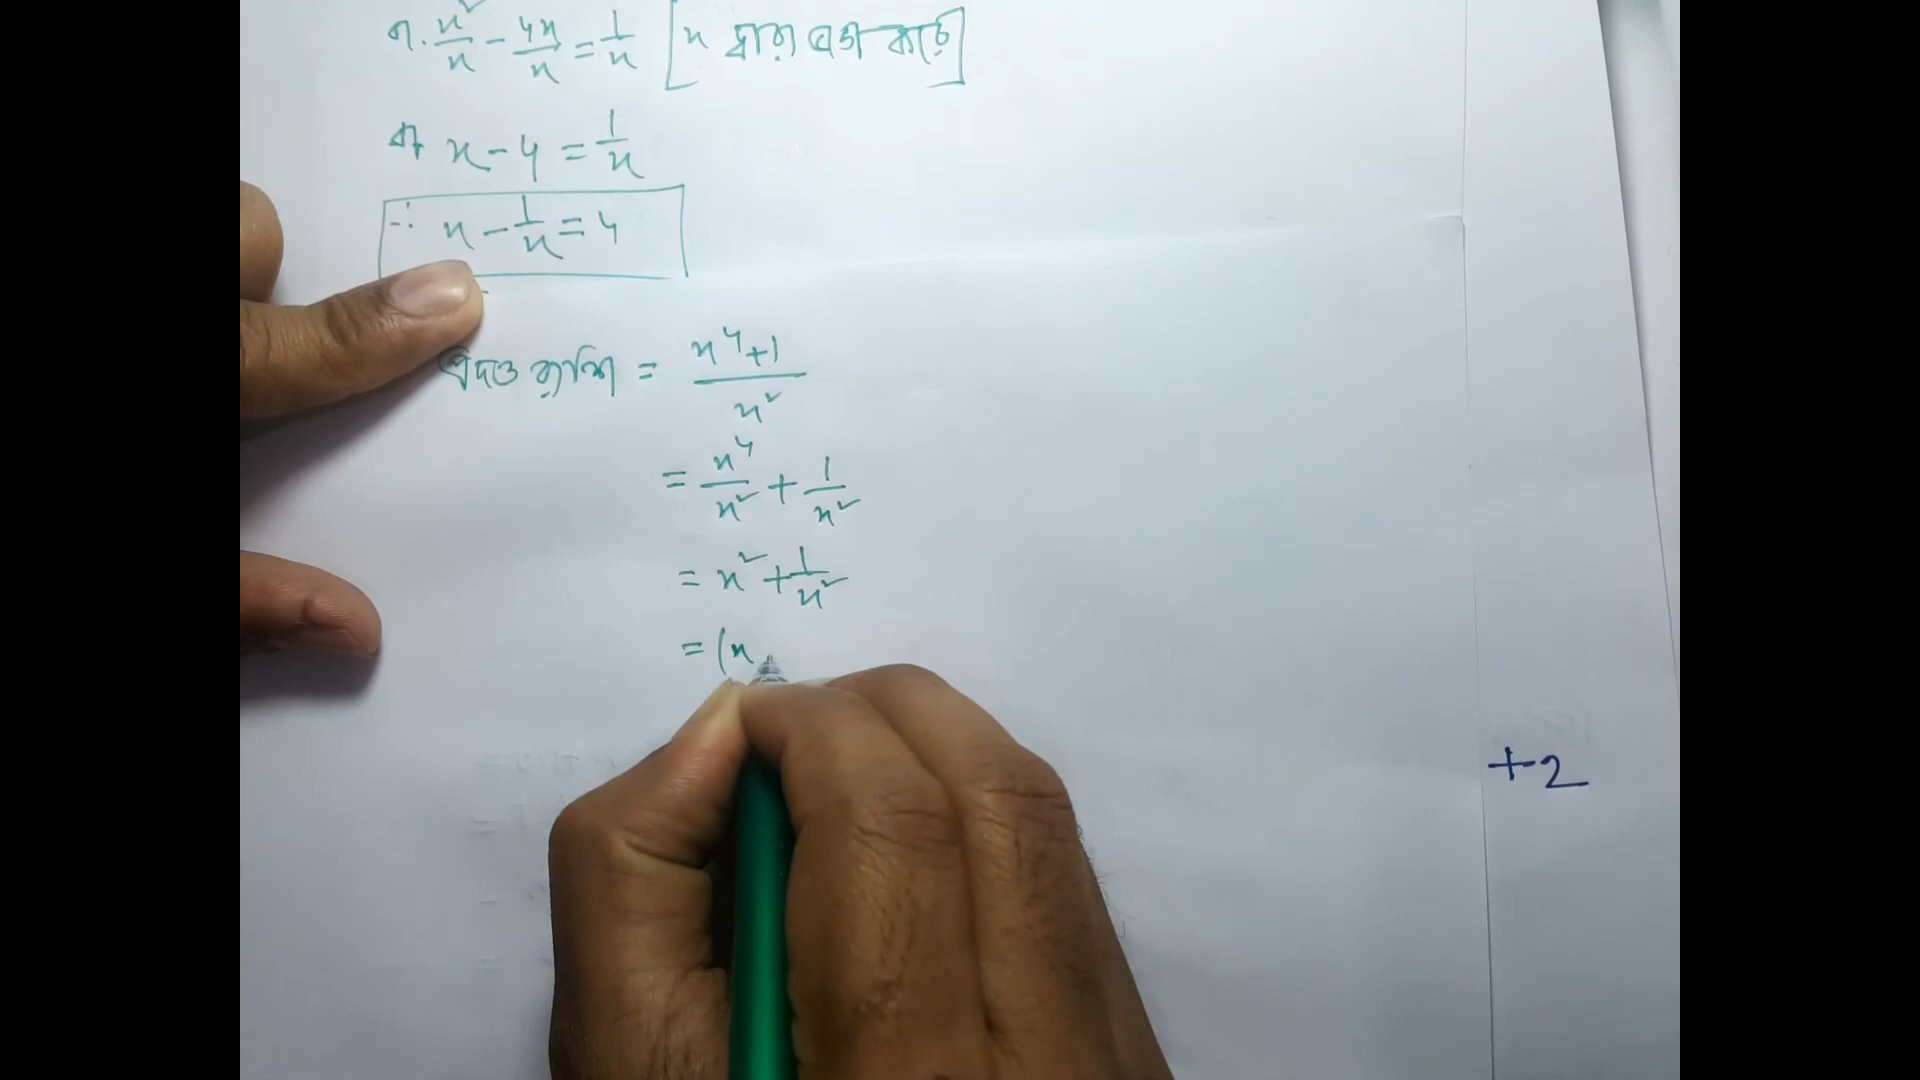 বা. x²/x - 4x/x = 1/x [x দ্বারা ভাগ করে]
বা x - 4 = 1/x
∴ x - 1/x = 4
প্রদত্ত রাশি = (x⁴+1)/x²
= x⁴/x² + 1/x²
= x² + 1/x²
= (x
+2